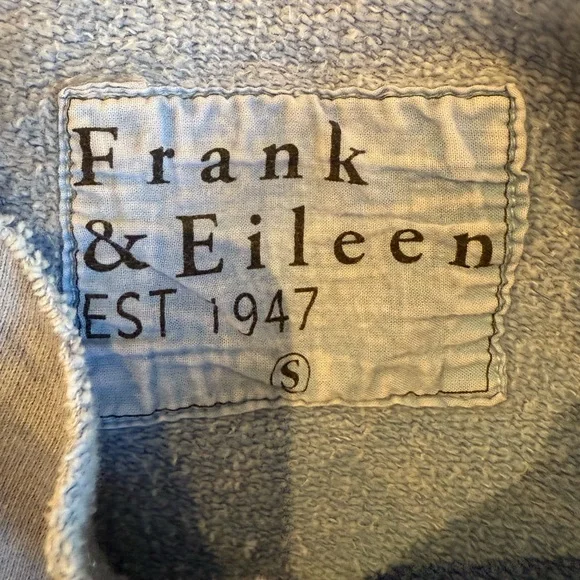 Frank
& Eileen
EST 1947
S